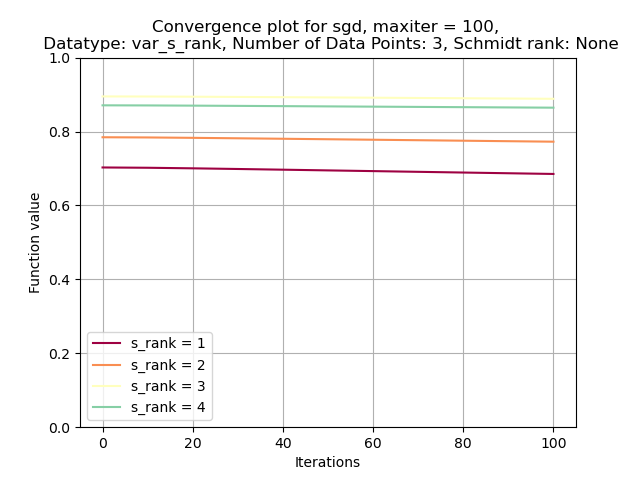 Convergence plot for sgd, maxiter = 100,
Datatype: var_s_rank, Number of Data Points: 3, Schmidt rank: None
1.0
0.8
0.6
0.4
0.2
0.0
Function value
s_rank = 1
s_rank = 2
s_rank = 3
s_rank = 4
0 20 40 60 80 100
Iterations